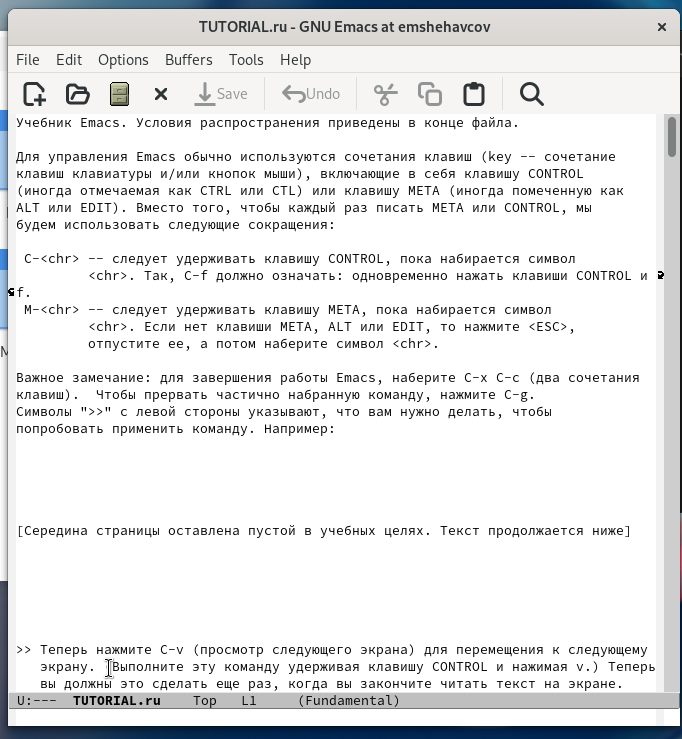 TUTORIAL.ru - GNU Emacs at emshehavcov
File Edit Options Buffers Tools Help
Save Undo
Учебник Emacs. Условия распространения приведены в конце файла.
Для управления Emacs обычно используются сочетания клавиш (key -- сочетание
клавиш клавиатуры и/или кнопок мыши), включающие в себя клавишу CONTROL
(иногда отмечаемая как CTRL или CTL) или клавишу META (иногда помеченную как
ALT или EDIT). Вместо того, чтобы каждый раз писать META или CONTROL, мы
будем использовать следующие сокращения:
C-<chr> -- следует удерживать клавишу CONTROL, пока набирается символ
<chr>. Так, C-f должно означать: одновременно нажать клавиши CONTROL и
f.
M-<chr> -- следует удерживать клавишу META, пока набирается символ
<chr>. Если нет клавиши META, ALT или EDIT, то нажмите <ESC>,
отпустите ее, а потом наберите символ <chr>.
Важное замечание: для завершения работы Emacs, наберите C-x C-c (два сочетания
клавиш).  Чтобы прервать частично набранную команду, нажмите C-g.
Символы ">>" с левой стороны указывают, что вам нужно делать, чтобы
попробовать применить команду. Например:
[Середина страницы оставлена пустой в учебных целях. Текст продолжается ниже]
>> Теперь нажмите C-v (просмотр следующего экрана) для перемещения к следующему
экрану.  (Выполните эту команду удерживая клавишу CONTROL и нажимая v.) Теперь
вы должны это сделать еще раз, когда вы закончите читать текст на экране.
U:--- TUTORIAL.ru Top L1 (Fundamental)